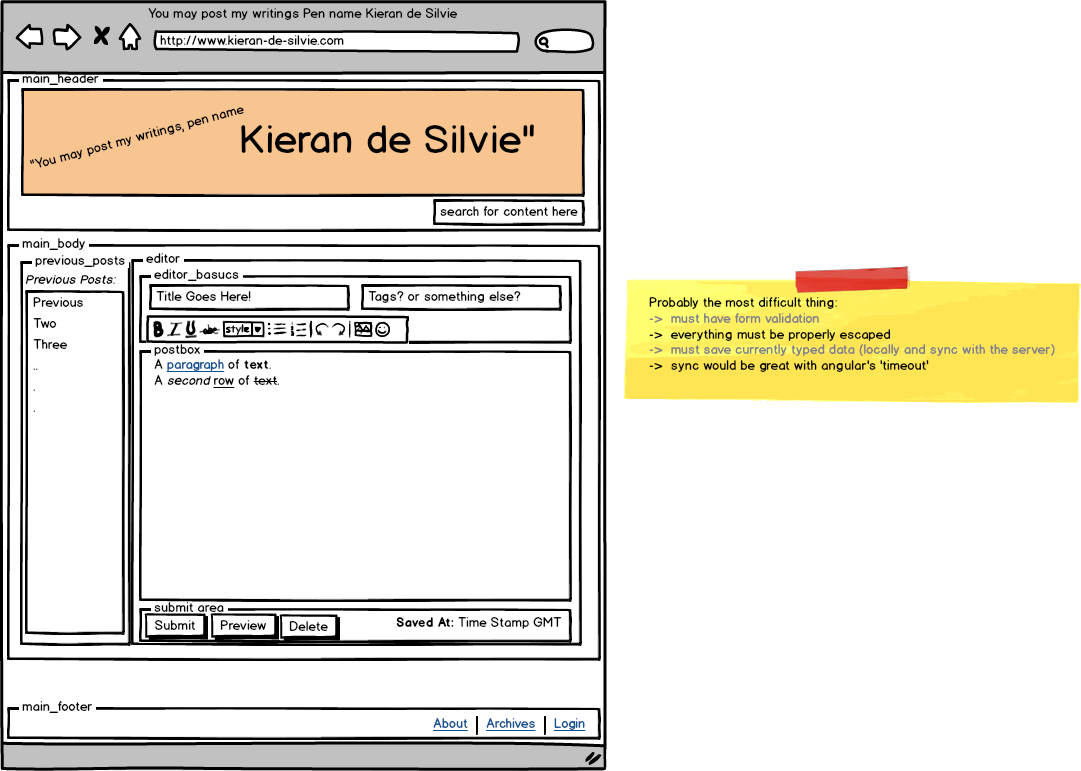 You may post my writings Pen name Kieran de Silvie
http://www.kieran-de-silvie.com
main_header
"You may post my writings, pen name
Kieran de Silvie"
search for content here
main_body
previous_posts
Previous Posts:
Previous
Two
Three
..
.
.
editor
editor_basucs
Title Goes Here!
Tags? or something else?
B I U abc style
postbox
A paragraph of text.
A second row of text.
submit area
Submit
Preview
Delete
Saved At: Time Stamp GMT
main_footer
About | Archives | Login
Probably the most difficult thing:
-> must have form validation
-> everything must be properly escaped
-> must save currently typed data (locally and sync with the server)
-> sync would be great with angular's 'timeout'